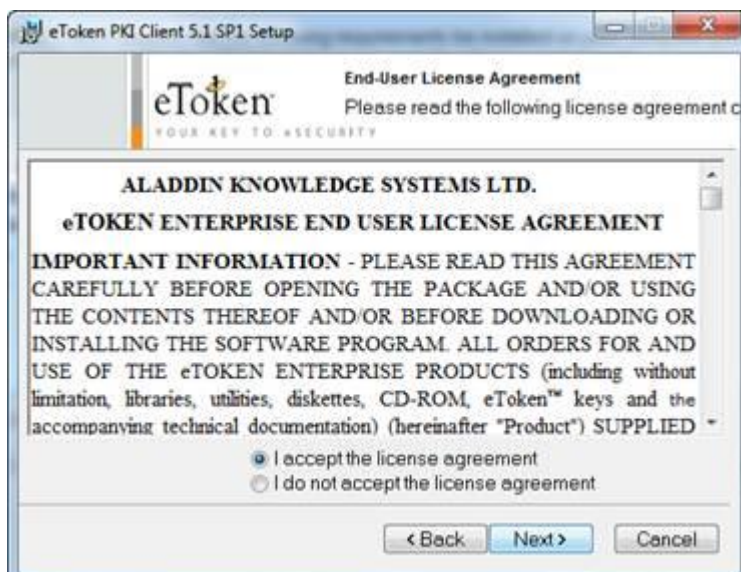 eToken PKI Client 5.1 SP1 Setup
eToken
YOUR KEY TO eSECURITY
End-User License Agreement
Please read the following license agreement c
ALADDIN KNOWLEDGE SYSTEMS LTD.
eTOKEN ENTERPRISE END USER LICENSE AGREEMENT
IMPORTANT INFORMATION - PLEASE READ THIS AGREEMENT
CAREFULLY BEFORE OPENING THE PACKAGE AND/OR USING
THE CONTENTS THEREOF AND/OR BEFORE DOWNLOADING OR
INSTALLING THE SOFTWARE PROGRAM. ALL ORDERS FOR AND
USE OF THE eTOKEN ENTERPRISE PRODUCTS (including without
limitation, libraries, utilities, diskettes, CD-ROM, eToken™ keys and the
accompanying technical documentation) (hereinafter "Product") SUPPLIED
I accept the license agreement
I do not accept the license agreement
< Back
Next >
Cancel